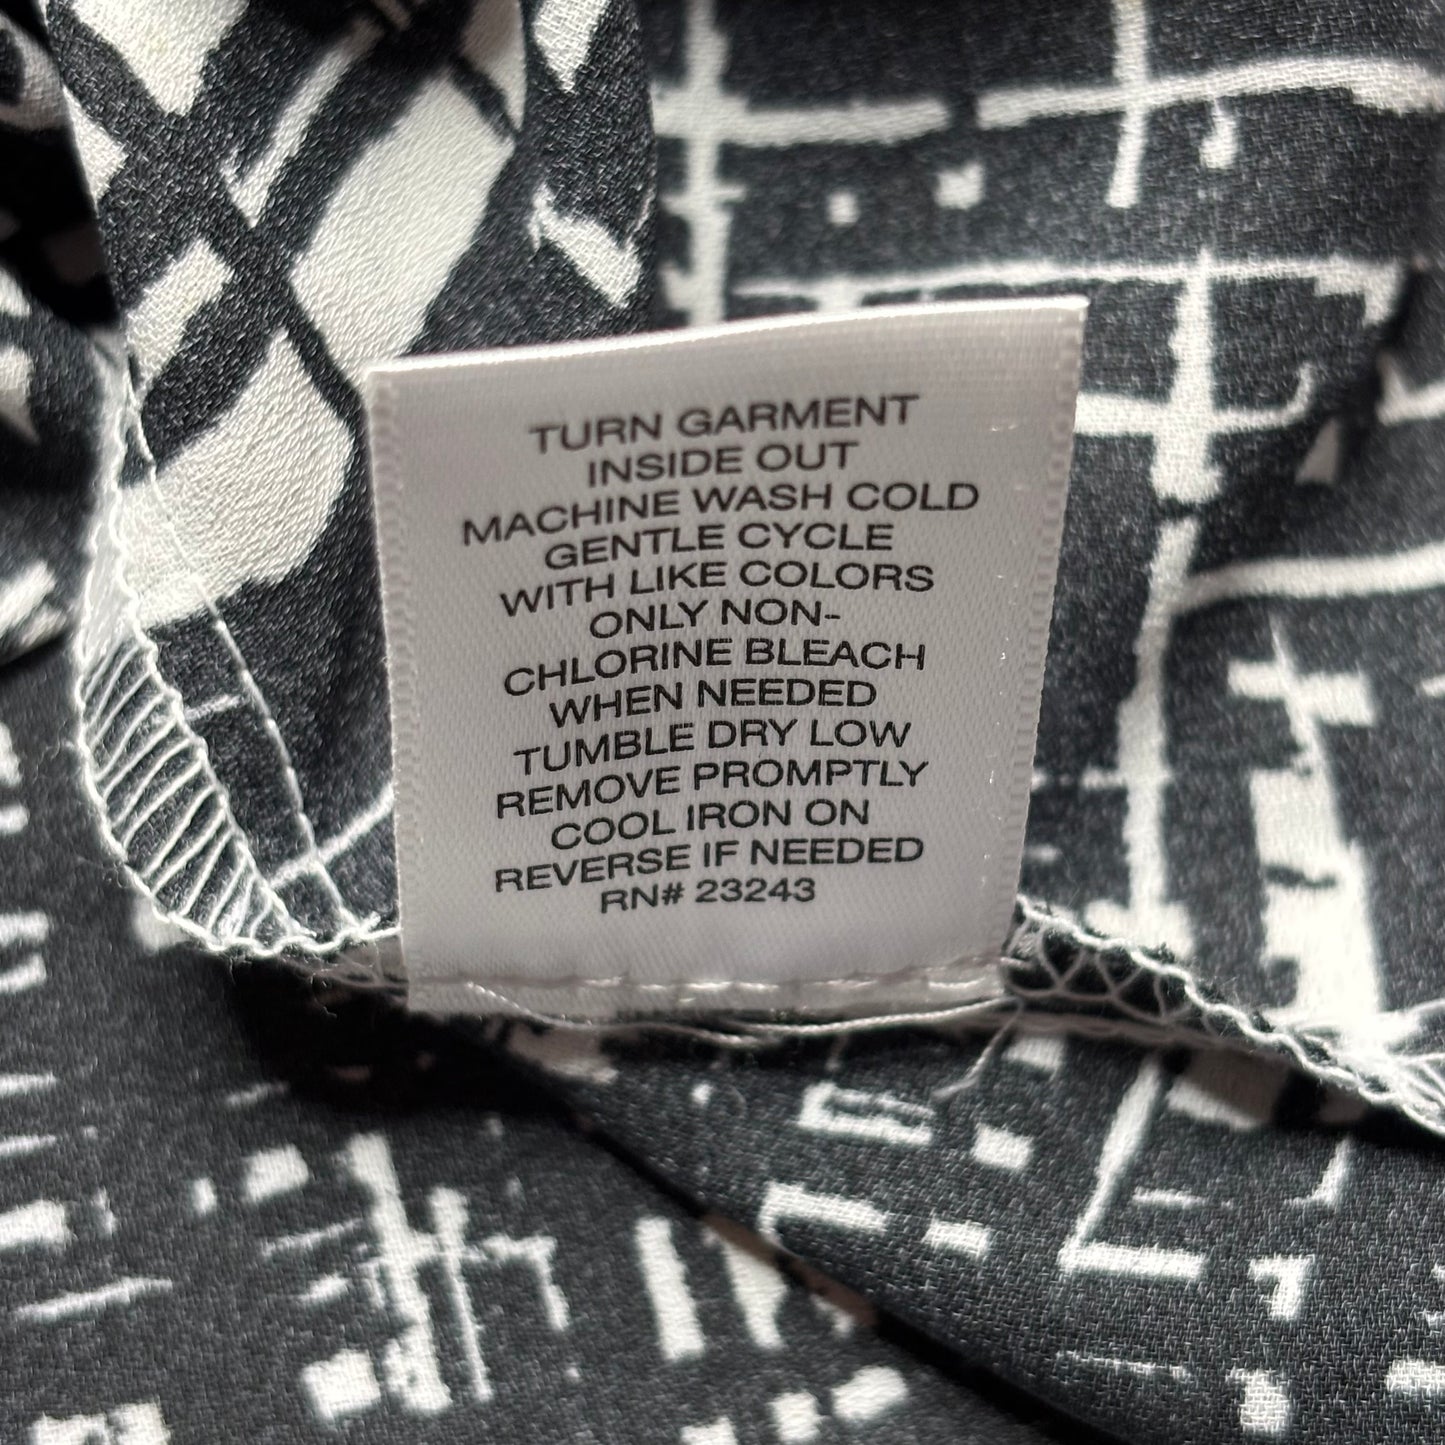 TURN GARMENT
INSIDE OUT
MACHINE WASH COLD
GENTLE CYCLE
WITH LIKE COLORS
ONLY NON-
CHLORINE BLEACH
WHEN NEEDED
TUMBLE DRY LOW
REMOVE PROMPTLY
COOL IRON ON
REVERSE IF NEEDED
RN# 23243